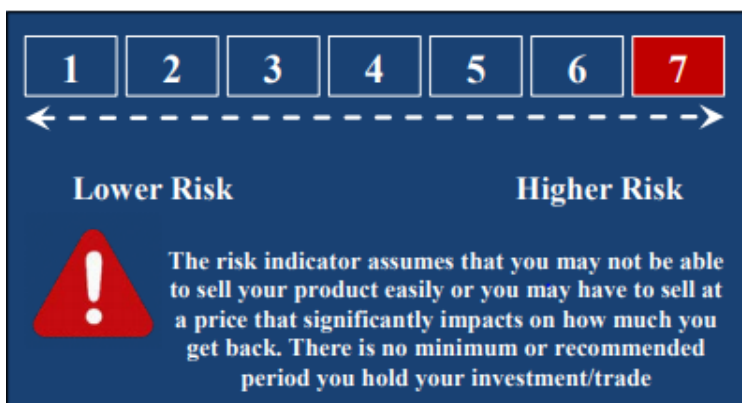 1 2 3 4 5 6 7
Lower Risk Higher Risk
The risk indicator assumes that you may not be able
to sell your product easily or you may have to sell at
a price that significantly impacts on how much you
get back. There is no minimum or recommended
period you hold your investment/trade